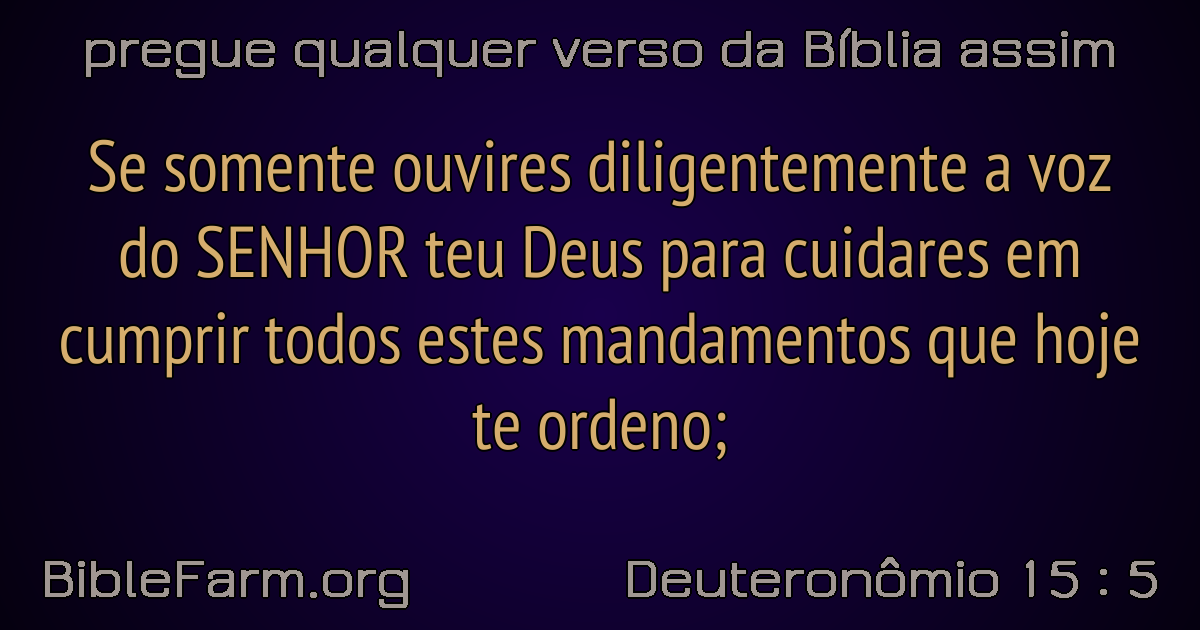 pregue qualquer verso da Bíblia assim
Se somente ouvires diligentemente a voz
do SENHOR teu Deus para cuidares em
cumprir todos estes mandamentos que hoje
te ordeno;
BibleFarm.org
Deuteronômio 15 : 5